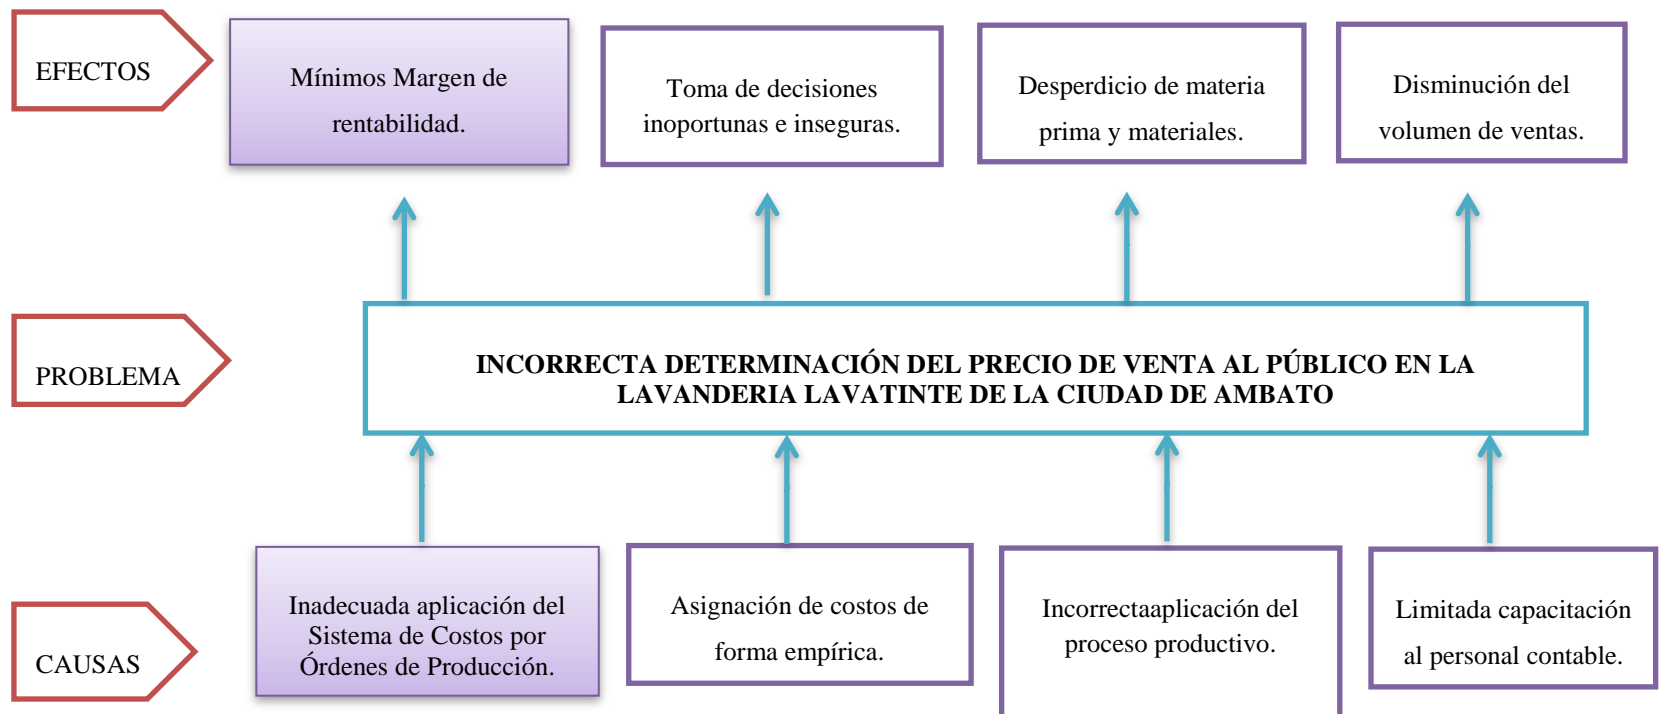 EFECTOS
Mínimos Margen de
rentabilidad.
Toma de decisiones
inoportunas e inseguras.
Desperdicio de materia
prima y materiales.
Disminución del
volumen de ventas.
PROBLEMA
INCORRECTA DETERMINACIÓN DEL PRECIO DE VENTA AL PÚBLICO EN LA
LAVANDERIA LAVATINTE DE LA CIUDAD DE AMBATO
CAUSAS
Inadecuada aplicación del
Sistema de Costos por
Órdenes de Producción.
Asignación de costos de
forma empírica.
Incorrectaaplicación del
proceso productivo.
Limitada capacitación
al personal contable.